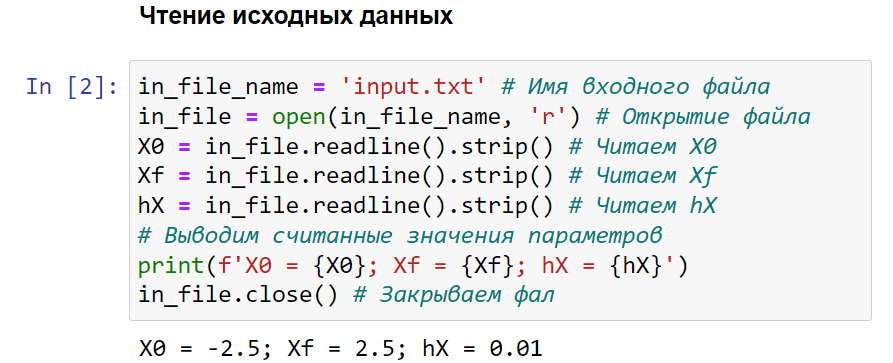 Чтение исходных данных
In [2]: in_file_name = 'input.txt' # Имя входного файла
in_file = open(in_file_name, 'r') # Открытие файла
X0 = in_file.readline().strip() # Читаем X0
Xf = in_file.readline().strip() # Читаем Xf
hX = in_file.readline().strip() # Читаем hX
# Выводим считанные значения параметров
print(f'X0 = {X0}; Xf = {Xf}; hX = {hX}')
in_file.close() # Закрываем фал
X0 = -2.5; Xf = 2.5; hX = 0.01